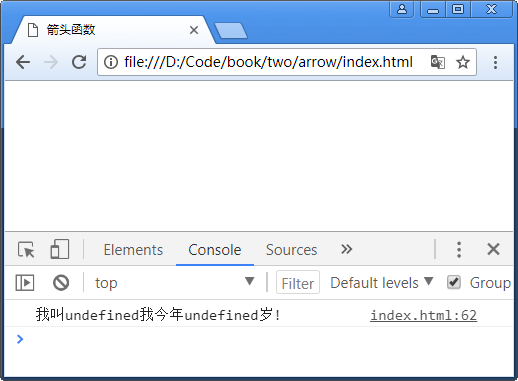 箭头函数
file:///D:/Code/book/two/arrow/index.html
Elements Console Sources
top Filter Default levels Group
我叫undefined我今年undefined岁! index.html:62